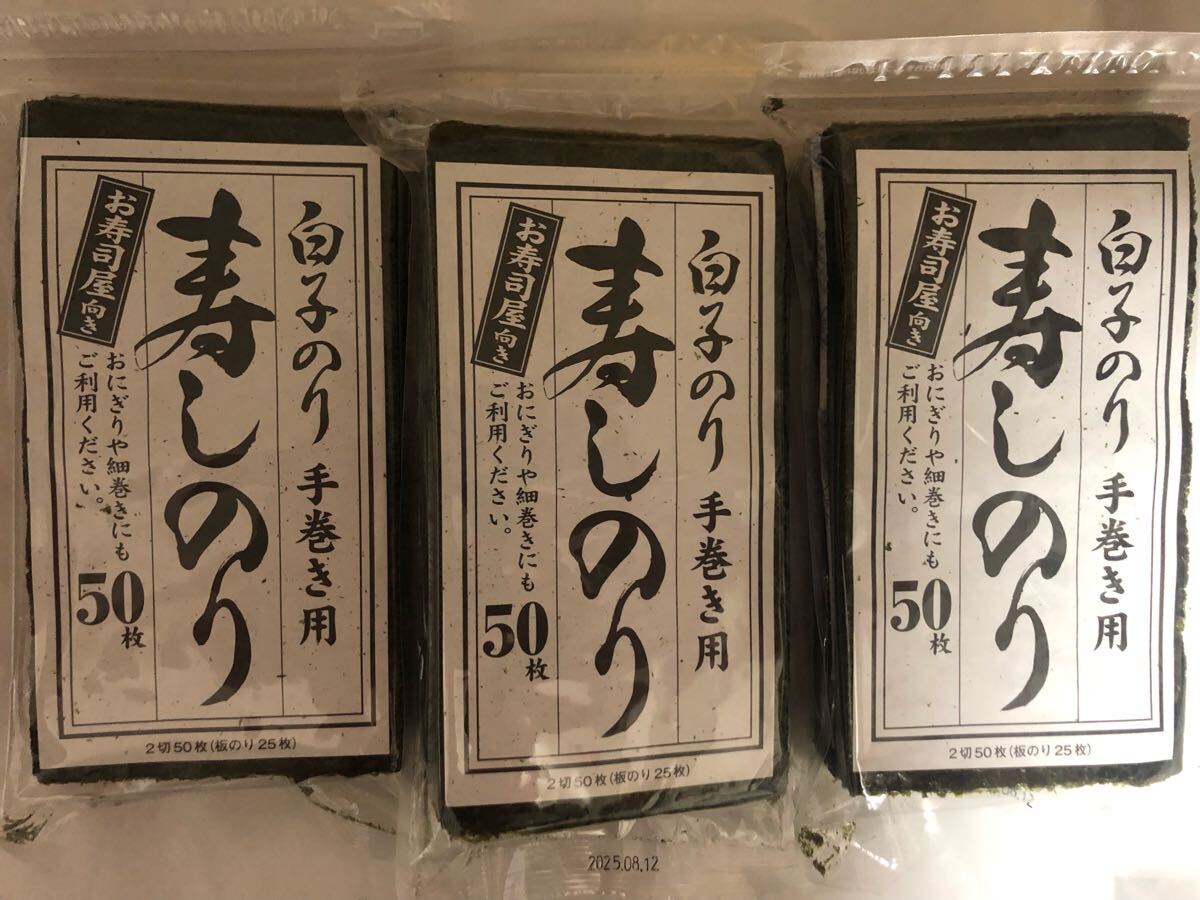 白子のり 手巻き用
寿しのり
お寿司屋向き
おにぎりや細巻きにも
ご利用ください。
50枚
2切50枚(板のり25枚)
白子のり 手巻き用
寿しのり
お寿司屋向き
おにぎりや細巻きにも
ご利用ください。
50枚
2切50枚(板のり25枚)
2025.08.12
白子のり 手巻き用
寿しのり
お寿司屋向き
おにぎりや細巻きにも
ご利用ください。
50枚
2切50枚(板のり25枚)